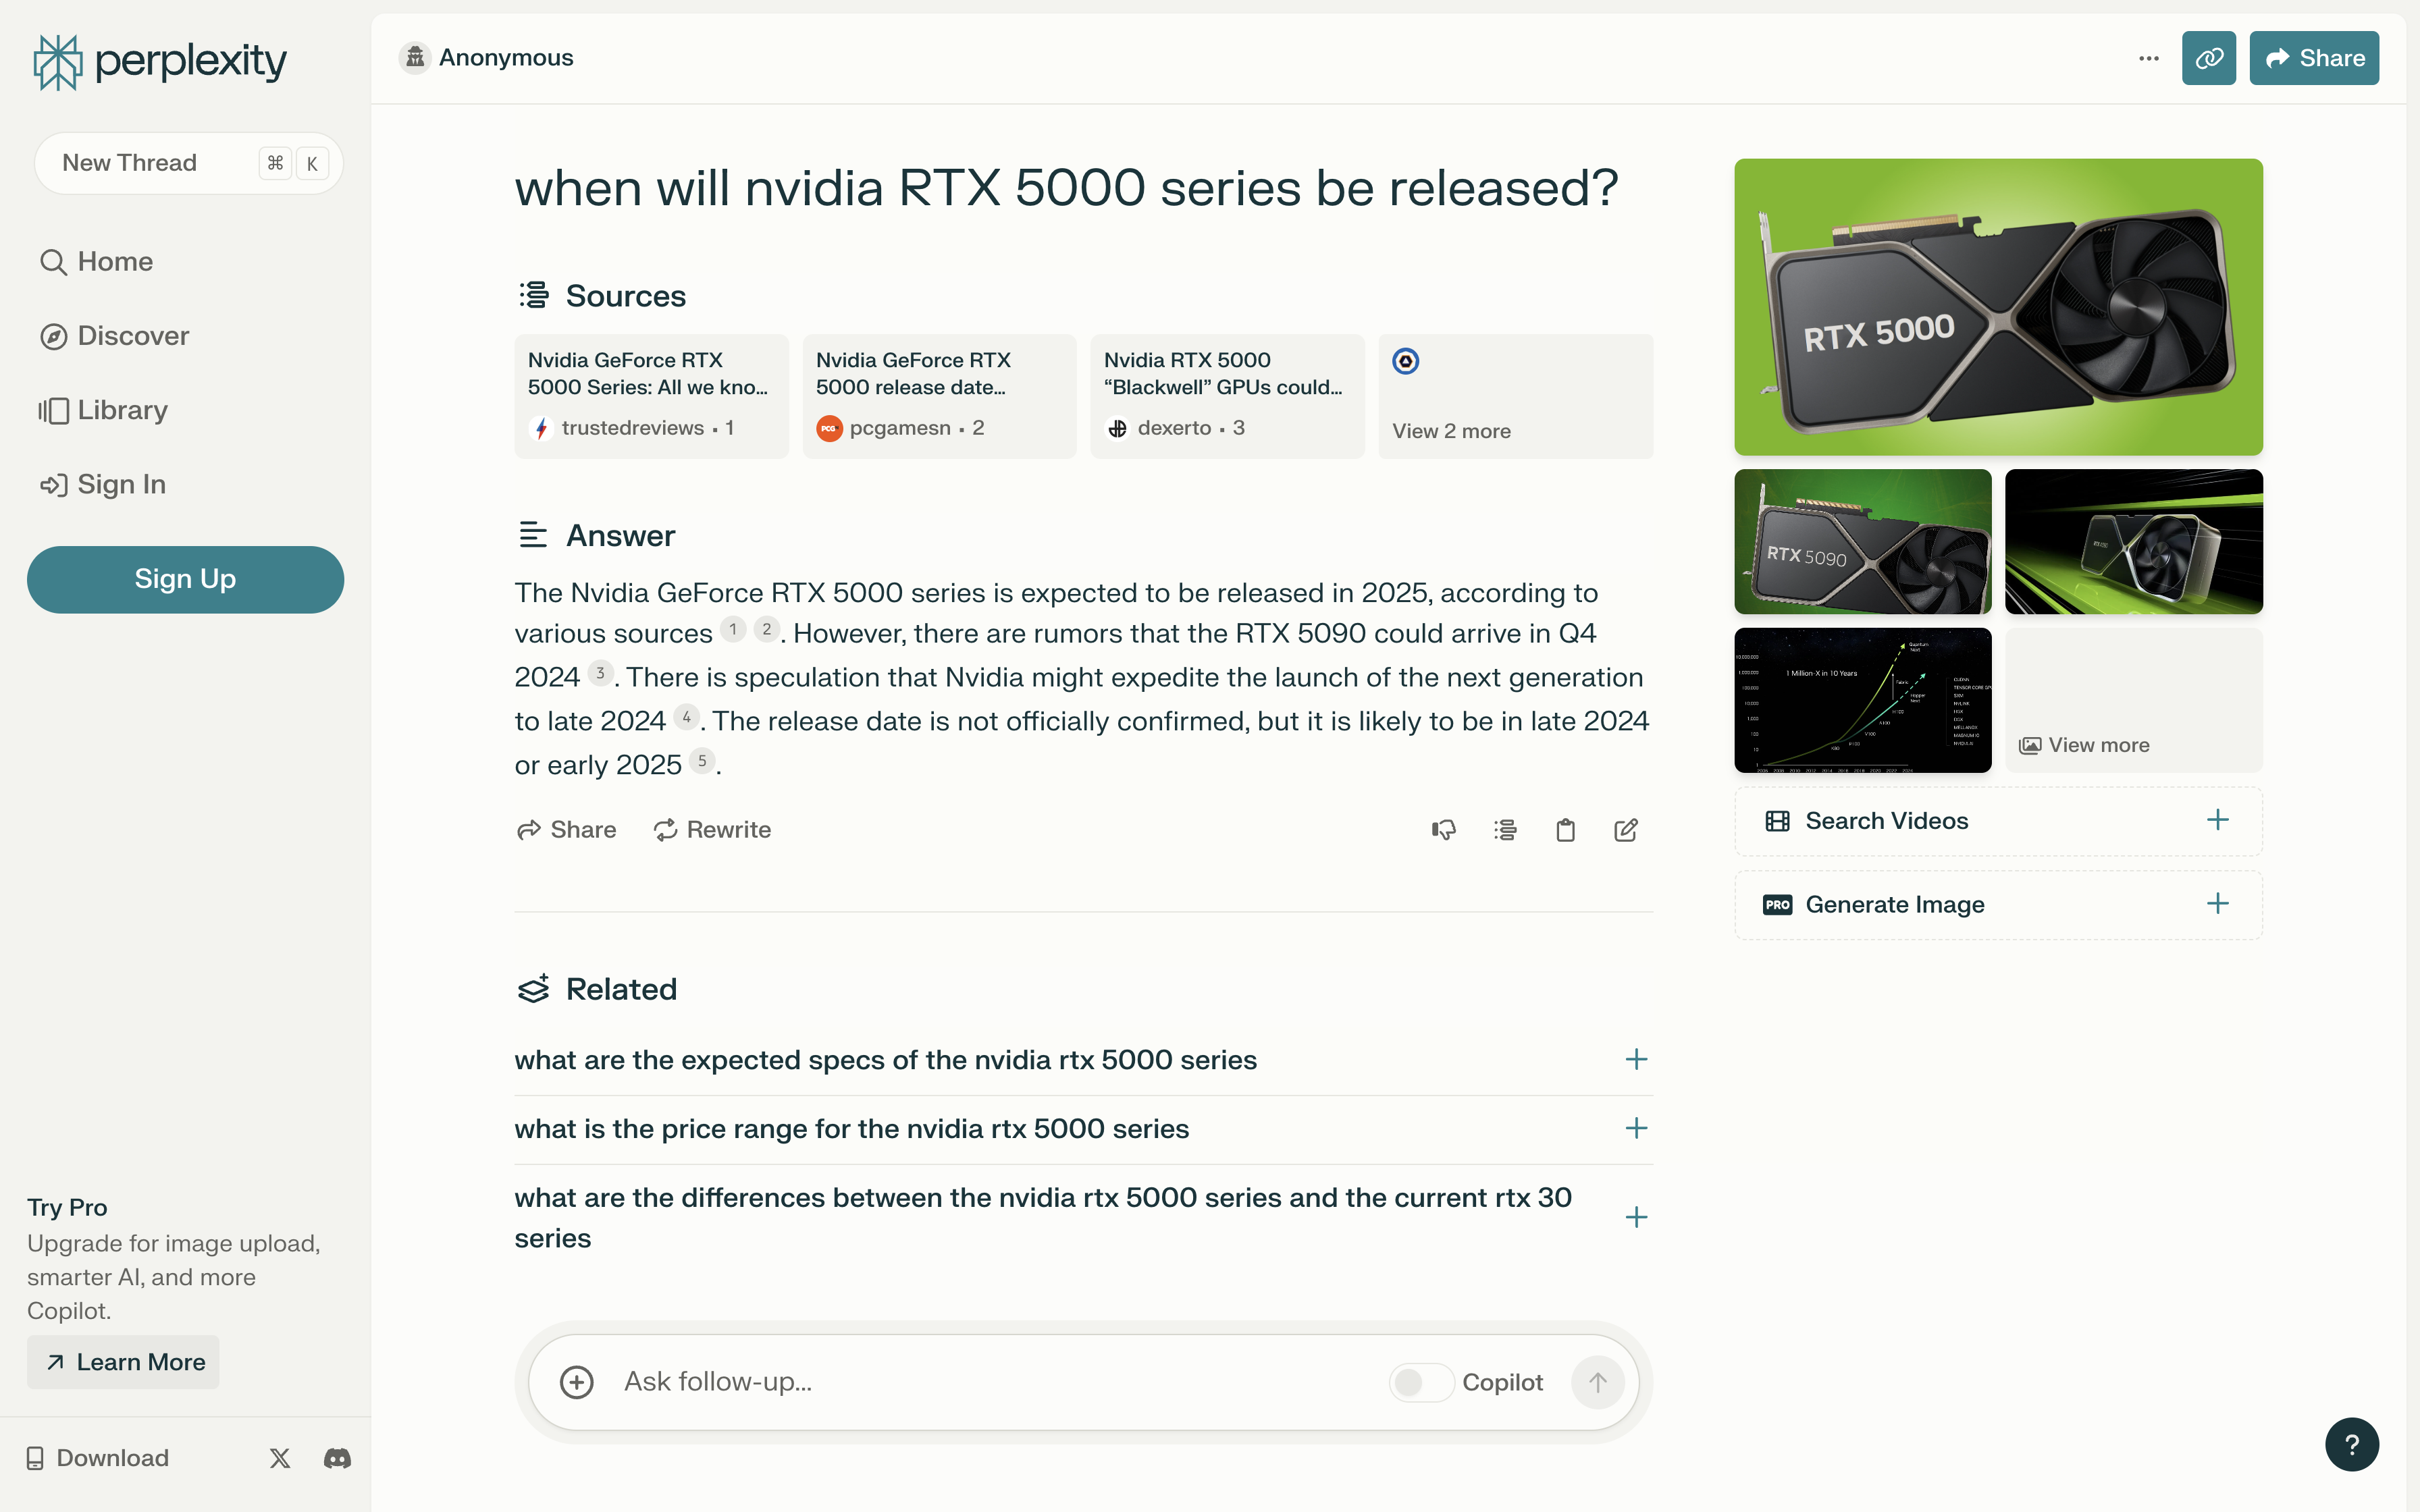 perplexity
New Thread
⌘ K
Home
Discover
Library
Sign In
Sign Up
Try Pro
Upgrade for image upload,
smarter AI, and more
Copilot.
Learn More
Download
Anonymous
Share
when will nvidia RTX 5000 series be released?
Sources
Nvidia GeForce RTX
5000 Series: All we kno...
trustedreviews · 1
Nvidia GeForce RTX
5000 release date...
PCG
pcgamesn · 2
Nvidia RTX 5000
“Blackwell” GPUs could...
dexerto · 3
View 2 more
Answer
The Nvidia GeForce RTX 5000 series is expected to be released in 2025, according to
various sources 1 2. However, there are rumors that the RTX 5090 could arrive in Q4
2024 3. There is speculation that Nvidia might expedite the launch of the next generation
to late 2024 4. The release date is not officially confirmed, but it is likely to be in late 2024
or early 2025 5.
Share
Rewrite
Related
what are the expected specs of the nvidia rtx 5000 series
what is the price range for the nvidia rtx 5000 series
what are the differences between the nvidia rtx 5000 series and the current rtx 30
series
Ask follow-up...
Copilot
RTX 5000
RTX 5090
1 Million-X in 10 Years
View more
Search Videos
PRO
Generate Image
?